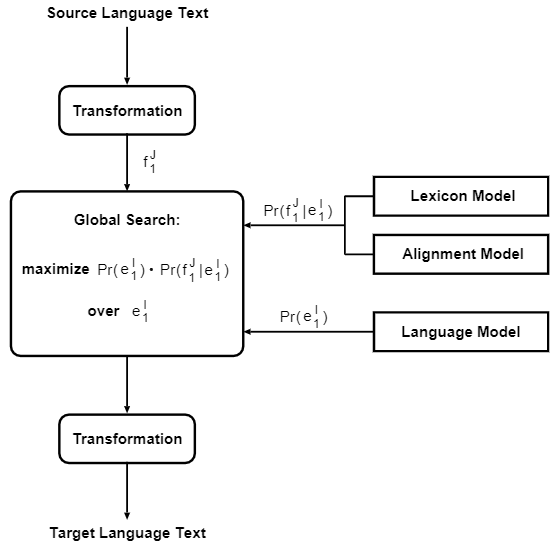 Source Language Text
Transformation
f_1^J
Global Search:
maximize Pr(e_1^I) · Pr(f_1^J|e_1^I)
over e_1^I
Pr(f_1^J|e_1^I)
Lexicon Model
Alignment Model
Pr(e_1^I)
Language Model
Transformation
Target Language Text